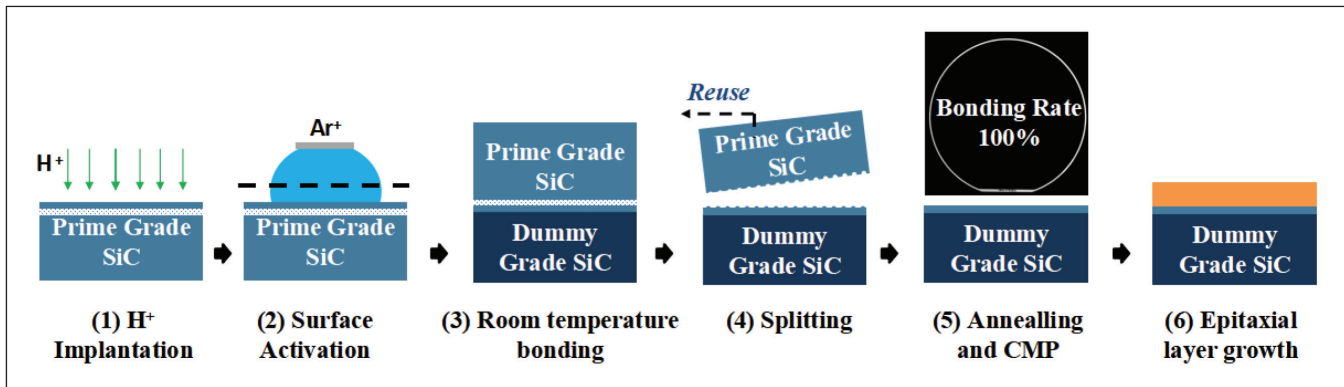 H⁺
Prime Grade
SiC
(1) H⁺
Implantation
Ar⁺
Prime Grade
SiC
(2) Surface
Activation
Prime Grade
SiC
Dummy
Grade SiC
(3) Room temperature
bonding
Reuse
Prime Grade
SiC
Dummy
Grade SiC
(4) Splitting
Bonding Rate
100%
Dummy
Grade SiC
(5) Annealling
and CMP
Dummy
Grade SiC
(6) Epitaxial
layer growth